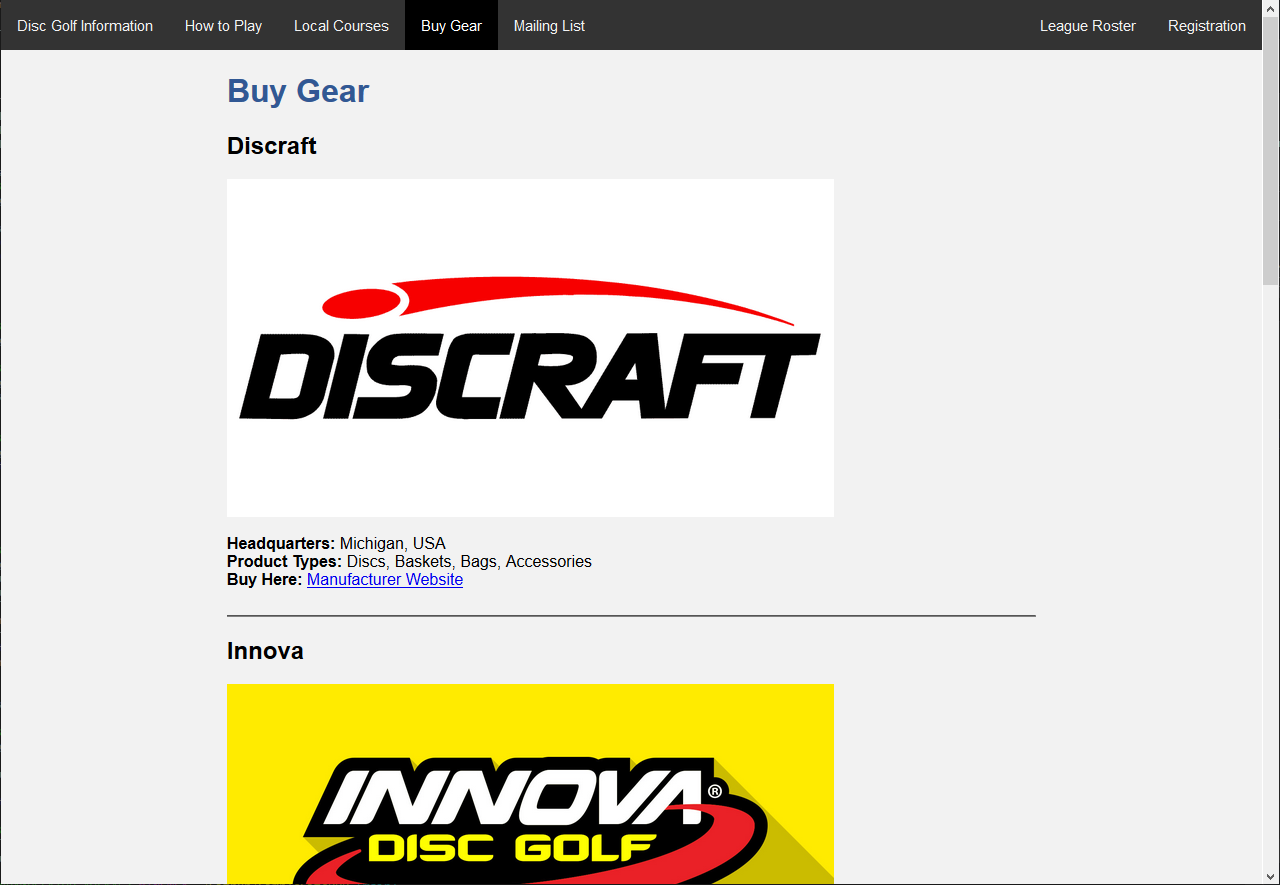 Disc Golf Information How to Play Local Courses Buy Gear Mailing List League Roster Registration
Buy Gear
Discraft
DISCRAFT
Headquarters: Michigan, USA
Product Types: Discs, Baskets, Bags, Accessories
Buy Here: Manufacturer Website
Innova
INNOVA®
DISC GOLF